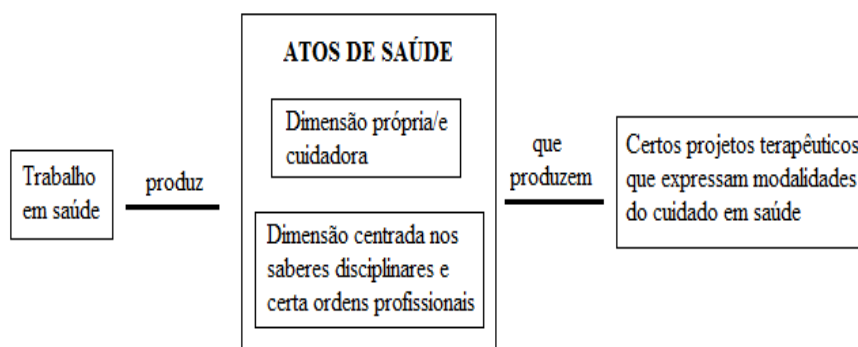 Trabalho
em saúde
produz
ATOS DE SAÚDE
Dimensão própria/e
cuidadora
Dimensão centrada nos
saberes disciplinares e
certa ordens profissionais
que
produzem
Certos projetos terapêuticos
que expressam modalidades
do cuidado em saúde